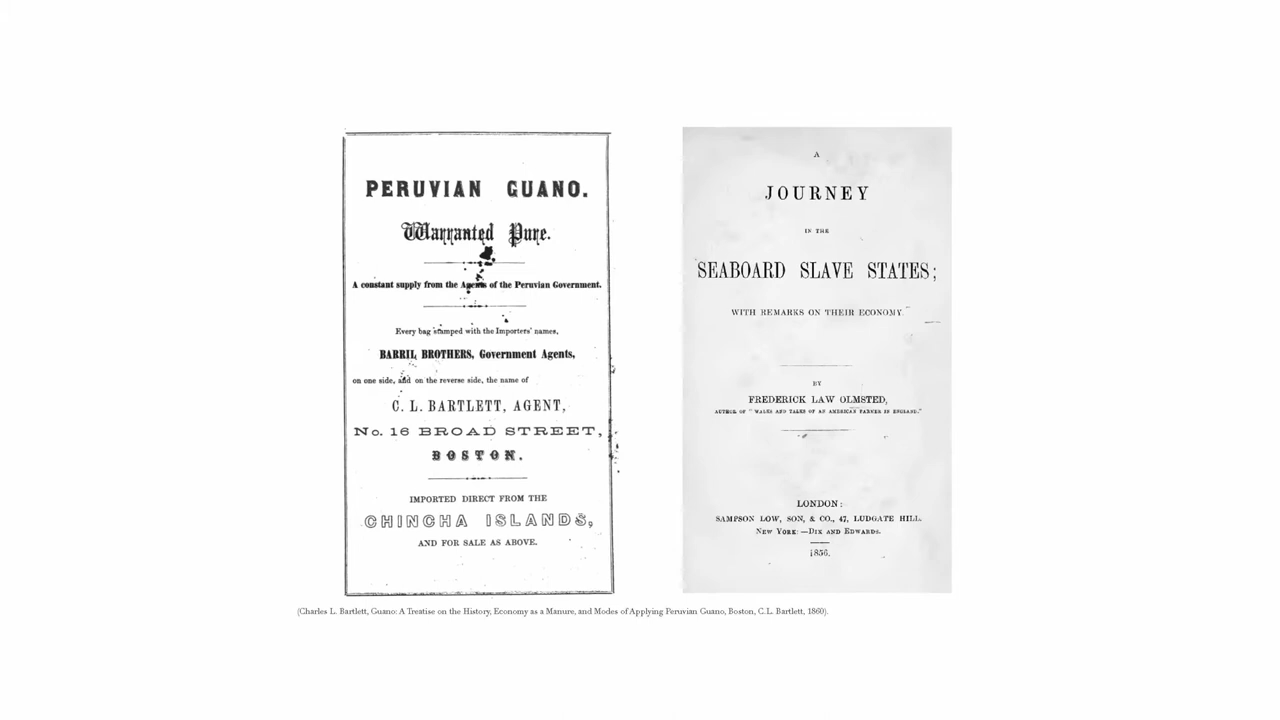 PERUVIAN GUANO.
Warranted Pure.
A constant supply from the Agents of the Peruvian Government.
Every bag stamped with the Importers' names,
BARRIL BROTHERS, Government Agents,
on one side, and on the reverse side, the name of
C. L. BARTLETT, AGENT,
No. 16 BROAD STREET,
BOSTON.
IMPORTED DIRECT FROM THE
CHINCHA ISLANDS,
AND FOR SALE AS ABOVE.
A
JOURNEY
IN THE
SEABOARD SLAVE STATES;
WITH REMARKS ON THEIR ECONOMY.
BY
FREDERICK LAW OLMSTED,
AUTHOR OF "WALKS AND TALKS OF AN AMERICAN FARMER IN ENGLAND."
LONDON:
SAMPSON LOW, SON, & CO., 47, LUDGATE HILL.
NEW YORK:—DIX AND EDWARDS.
1856.
(Charles L. Bartlett, Guano: A Treatise on the History, Economy as a Manure, and Modes of Applying Peruvian Guano, Boston, C.L. Bartlett, 1860).